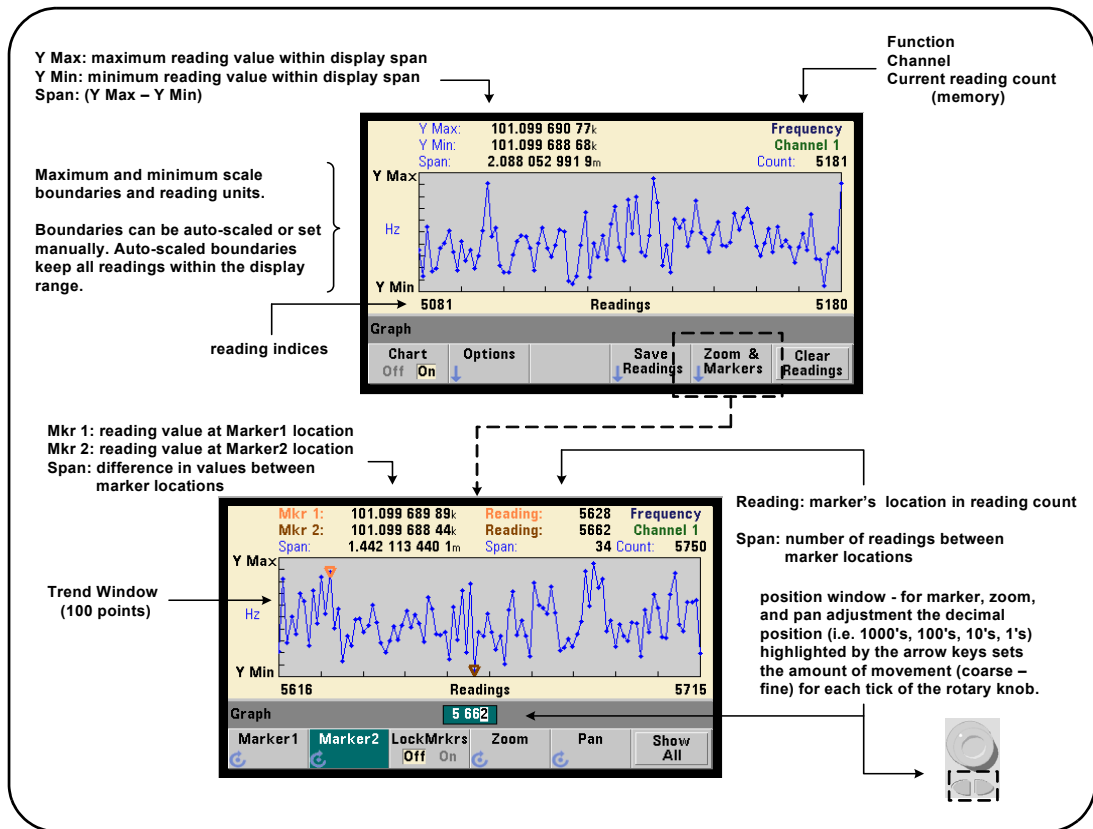 Y Max: maximum reading value within display span
Y Min: minimum reading value within display span
Span: (Y Max – Y Min)
Function
Channel
Current reading count
(memory)
Maximum and minimum scale
boundaries and reading units.
Boundaries can be auto-scaled or set
manually. Auto-scaled boundaries
keep all readings within the display
range.
reading indices
Y Max: 101.099 690 77k Frequency
Y Min: 101.099 688 68k Channel 1
Span: 2.088 052 991 9m Count: 5181
Y Max
Hz
Y Min
5081 Readings 5180
Graph
Chart Options Save Zoom & Clear
Off On Readings Markers Readings
Mkr 1: reading value at Marker1 location
Mkr 2: reading value at Marker2 location
Span: difference in values between
marker locations
Mkr 1: 101.099 689 89k Reading: 5628 Frequency
Mkr 2: 101.099 688 44k Reading: 5662 Channel 1
Span: 1.442 113 440 1m Span: 34 Count: 5750
Y Max
Hz
Y Min
5616 Readings 5715
Graph 5 662
Marker1 Marker2 LockMrkrs Zoom Pan Show
Off On All
Trend Window
(100 points)
Reading: marker's location in reading count
Span: number of readings between
marker locations
position window - for marker, zoom,
and pan adjustment the decimal
position (i.e. 1000's, 100's, 10's, 1's)
highlighted by the arrow keys sets
the amount of movement (coarse –
fine) for each tick of the rotary knob.